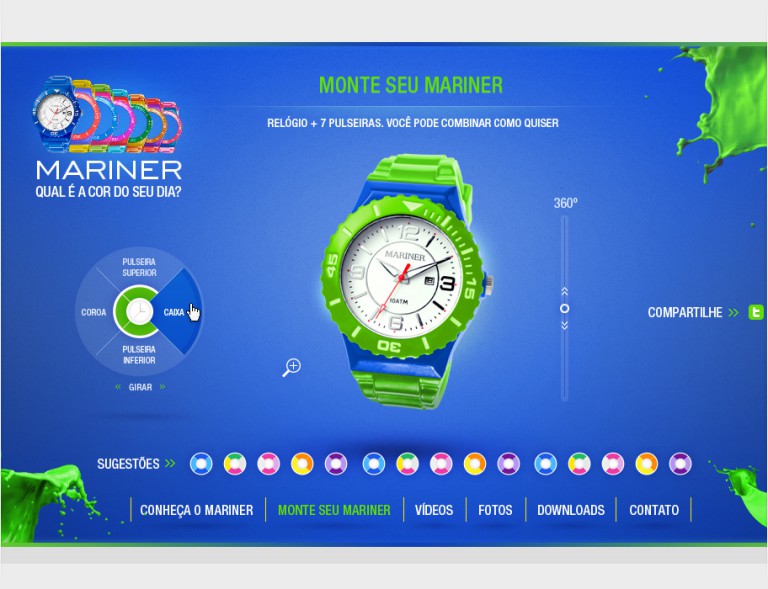 MONTE SEU MARINER
RELÓGIO + 7 PULSEIRAS. VOCÊ PODE COMBINAR COMO QUISER
MARINER
QUAL É A COR DO SEU DIA?
360º
12
45
MARINER
3
15
10ATM
6
30
PULSEIRA
SUPERIOR
COROA
CAIXA
PULSEIRA
INFERIOR
« GIRAR »
COMPARTILHE »
t
SUGESTÕES »
CONHEÇA O MARINER
MONTE SEU MARINER
VÍDEOS
FOTOS
DOWNLOADS
CONTATO